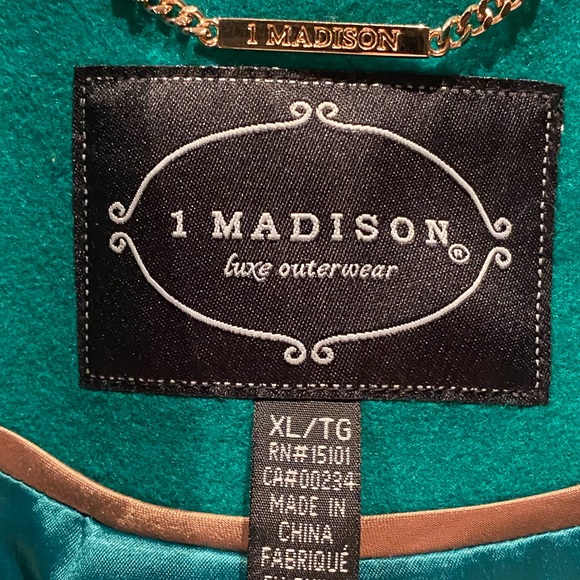 1 MADISON
1 MADISON®
luxe outerwear
XL/TG
RN#15101
CA#00234
MADE IN
CHINA
FABRIQUÉ